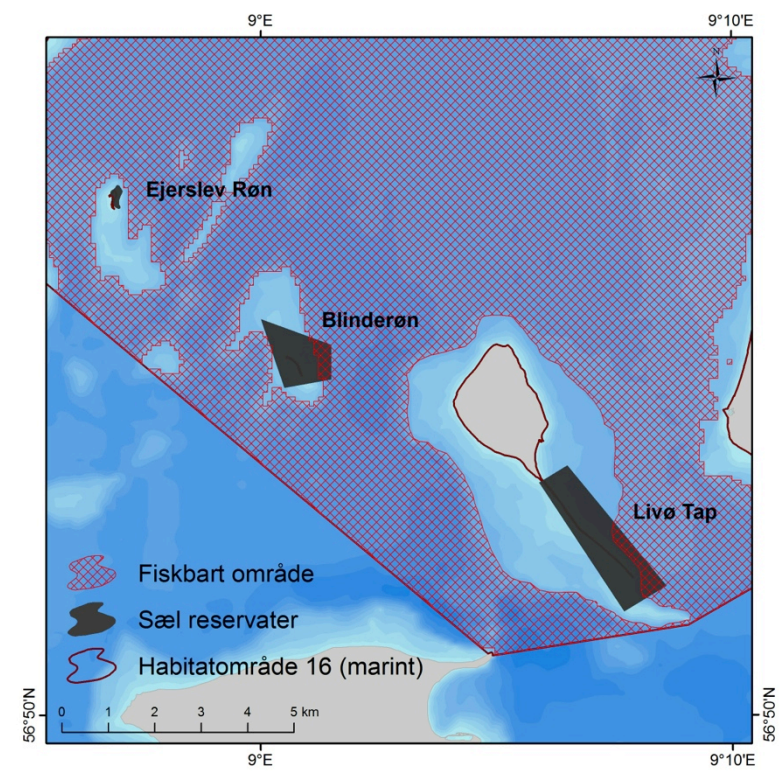 9°E
9°10'E
N
Ejerslev Røn
Blinderøn
Livø Tap
Fiskbart område
Sæl reservater
Habitatområde 16 (marint)
0 1 2 3 4 5 km
56°50'N
56°50'N
9°E
9°10'E